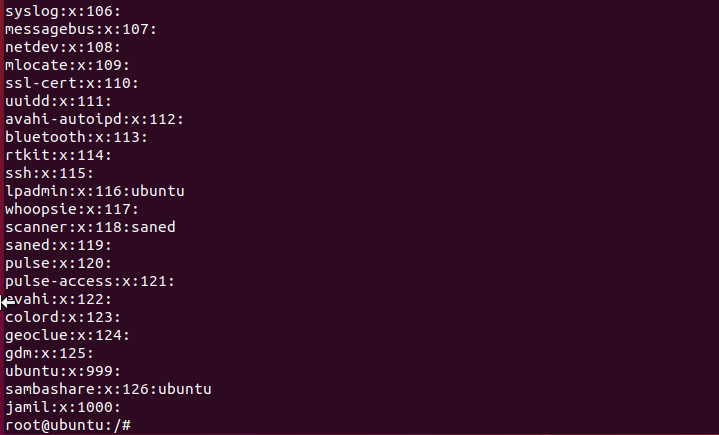 syslog:x:106:
messagebus:x:107:
netdev:x:108:
mlocate:x:109:
ssl-cert:x:110:
uuidd:x:111:
avahi-autoipd:x:112:
bluetooth:x:113:
rtkit:x:114:
ssh:x:115:
lpadmin:x:116:ubuntu
whoopsie:x:117:
scanner:x:118:saned
saned:x:119:
pulse:x:120:
pulse-access:x:121:
avahi:x:122:
colord:x:123:
geoclue:x:124:
gdm:x:125:
ubuntu:x:999:
sambashare:x:126:ubuntu
jamil:x:1000:
root@ubuntu:/#